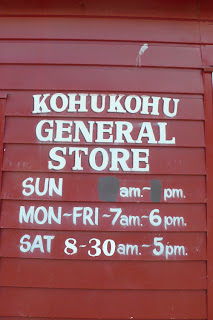 KOHUKOHU
GENERAL
STORE
SUN am.~ pm.
MON~FRI~7am~6pm.
SAT 8-30am~5pm.